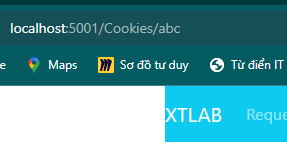 localhost:5001/Cookies/abc
e Maps Sơ đồ tư duy Từ điển IT
XTLAB Reque